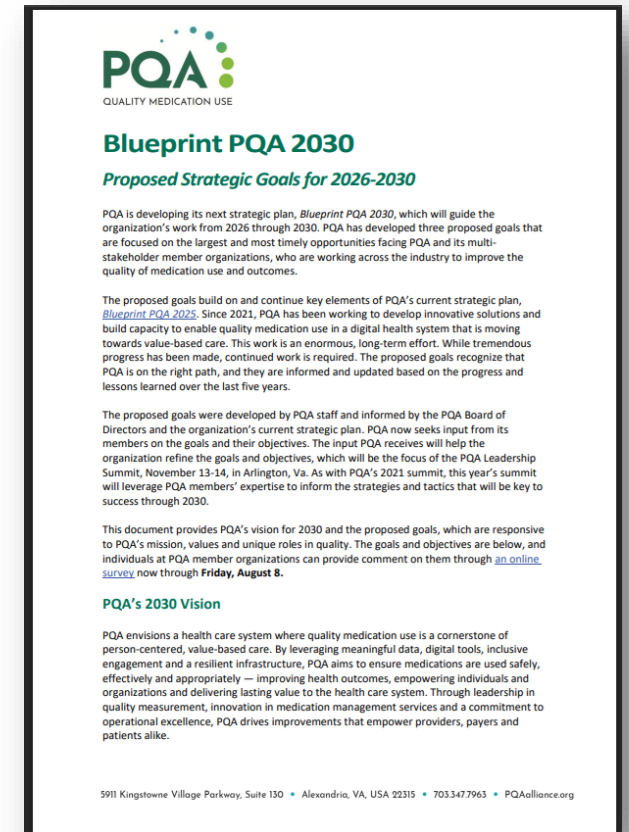 PQA
QUALITY MEDICATION USE
Blueprint PQA 2030
Proposed Strategic Goals for 2026-2030
PQA is developing its next strategic plan, Blueprint PQA 2030, which will guide the
organization's work from 2026 through 2030. PQA has developed three proposed goals that
are focused on the largest and most timely opportunities facing PQA and its multi-
stakeholder member organizations, who are working across the industry to improve the
quality of medication use and outcomes.
The proposed goals build on and continue key elements of PQA's current strategic plan,
Blueprint PQA 2025. Since 2021, PQA has been working to develop innovative solutions and
build capacity to enable quality medication use in a digital health system that is moving
towards value-based care. This work is an enormous, long-term effort. While tremendous
progress has been made, continued work is required. The proposed goals recognize that
PQA is on the right path, and they are informed and updated based on the progress and
lessons learned over the last five years.
The proposed goals were developed by PQA staff and informed by the PQA Board of
Directors and the organization's current strategic plan. PQA now seeks input from its
members on the goals and their objectives. The input PQA receives will help the
organization refine the goals and objectives, which will be the focus of the PQA Leadership
Summit, November 13-14, in Arlington, Va. As with PQA's 2021 summit, this year's summit
will leverage PQA members' expertise to inform the strategies and tactics that will be key to
success through 2030.
This document provides PQA's vision for 2030 and the proposed goals, which are responsive
to PQA's mission, values and unique roles in quality. The goals and objectives are below, and
individuals at PQA member organizations can provide comment on them through an online
survey now through Friday, August 8.
PQA's 2030 Vision
PQA envisions a health care system where quality medication use is a cornerstone of
person-centered, value-based care. By leveraging meaningful data, digital tools, inclusive
engagement and a resilient infrastructure, PQA aims to ensure medications are used safely,
effectively and appropriately — improving health outcomes, empowering individuals and
organizations and delivering lasting value to the health care system. Through leadership in
quality measurement, innovation in medication management services and a commitment to
operational excellence, PQA drives improvements that empower providers, payers and
patients alike.
5911 Kingstowne Village Parkway, Suite 130 • Alexandria, VA, USA 22315 • 703.347.7963 • PQAalliance.org